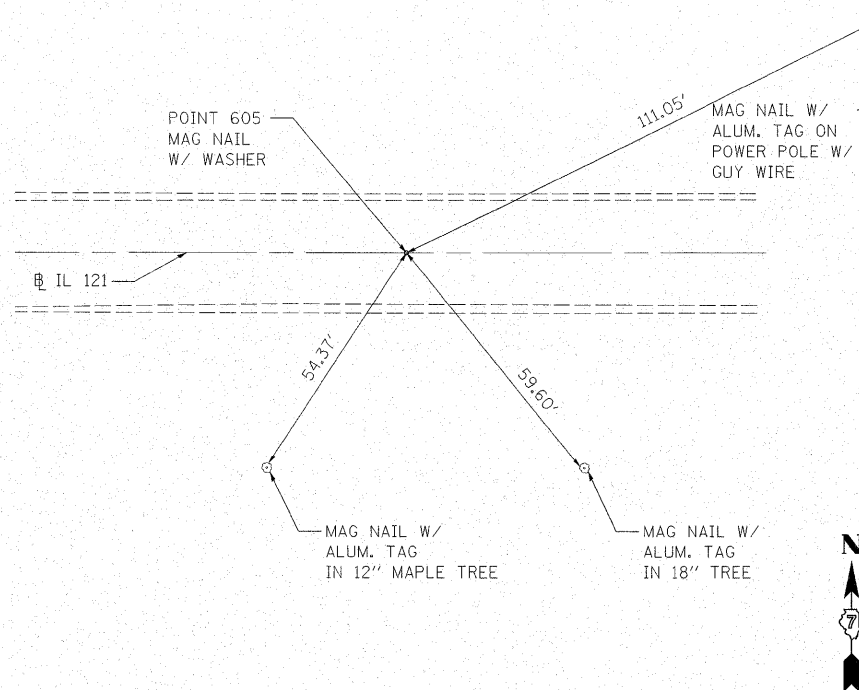 POINT 605
MAG NAIL
W/ WASHER
111.05'
MAG NAIL W/
ALUM. TAG ON
POWER POLE W/
GUY WIRE
℄ IL 121
54.37'
59.60'
MAG NAIL W/
ALUM. TAG
IN 12" MAPLE TREE
MAG NAIL W/
ALUM. TAG
IN 18" TREE
N
7